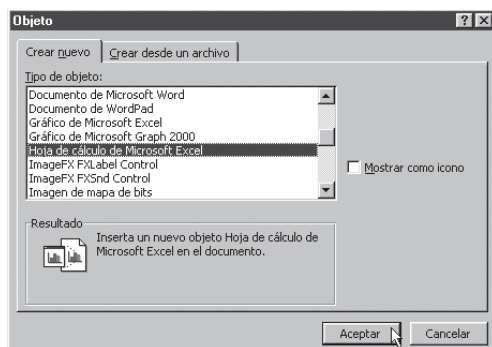 Objeto
Crear nuevo
Crear desde un archivo
Tipo de objeto:
Documento de Microsoft Word
Documento de WordPad
Gráfico de Microsoft Excel
Gráfico de Microsoft Graph 2000
Hoja de cálculo de Microsoft Excel
ImageFX FXLabel Control
ImageFX FXSnd Control
Imagen de mapa de bits
Mostrar como icono
Resultado
Inserta un nuevo objeto Hoja de cálculo de
Microsoft Excel en el documento.
Aceptar
Cancelar